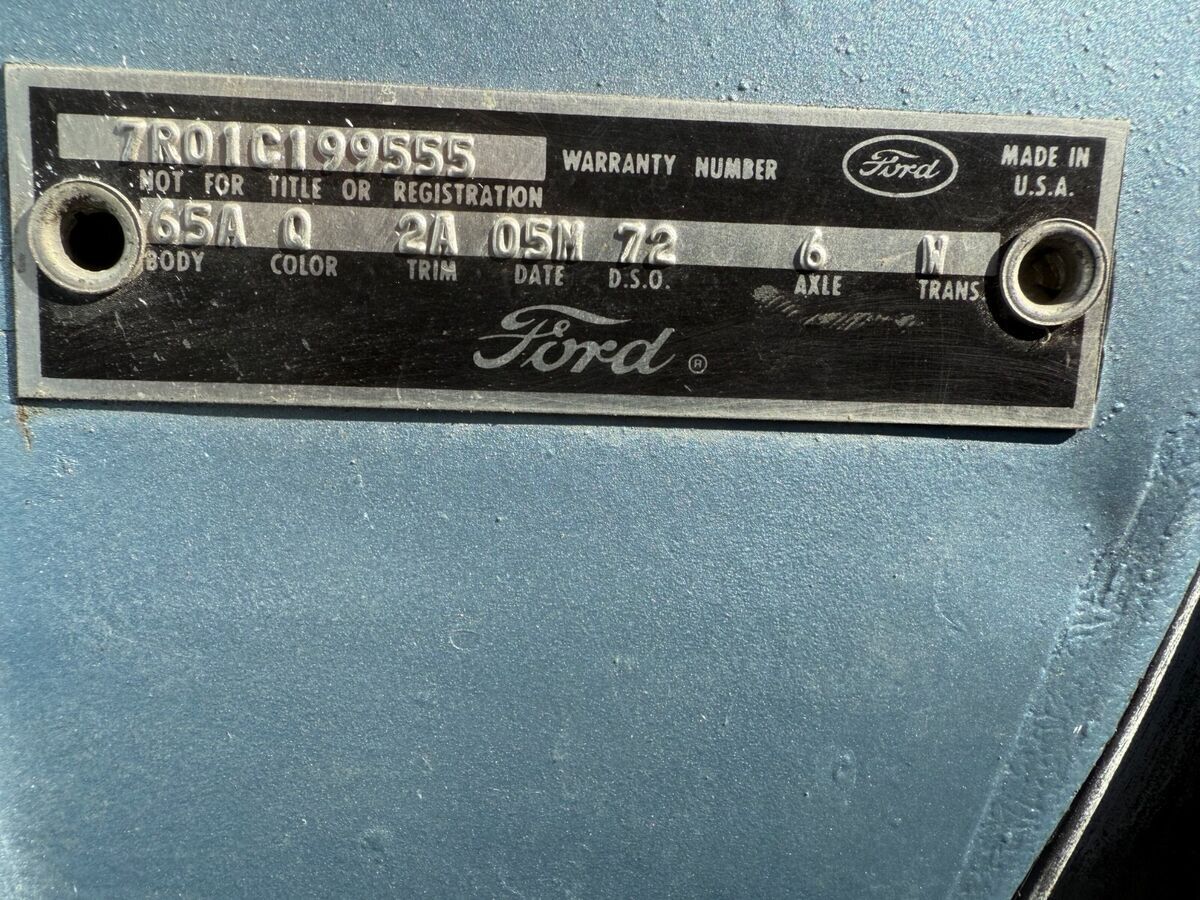 7R01C199555 WARRANTY NUMBER Ford MADE IN
U.S.A.
NOT FOR TITLE OR REGISTRATION
65A Q 2A 05M 72 6 W
BODY COLOR TRIM DATE D.S.O. AXLE TRANS
Ford ®